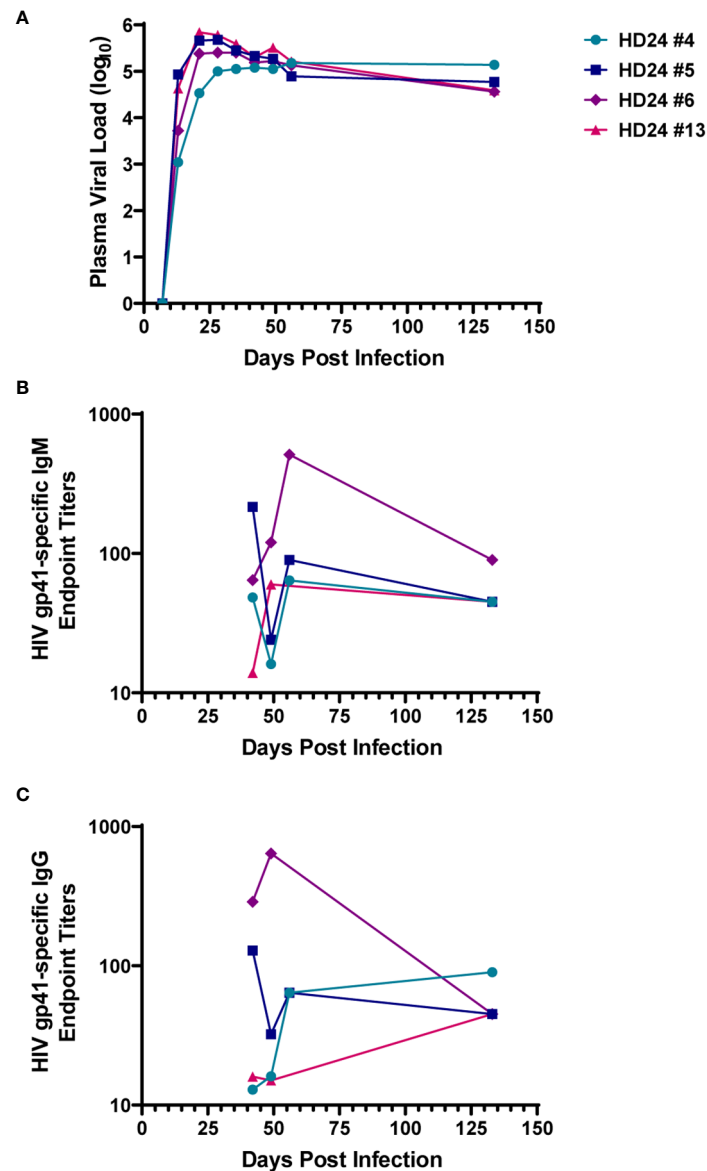 A
Plasma Viral Load (log10)
6
5
4
3
2
1
0
0 25 50 75 100 125 150
Days Post Infection
HD24 #4
HD24 #5
HD24 #6
HD24 #13
B
HIV gp41-specific IgM
Endpoint Titers
1000
100
10
0 25 50 75 100 125 150
Days Post Infection
C
HIV gp41-specific IgG
Endpoint Titers
1000
100
10
0 25 50 75 100 125 150
Days Post Infection